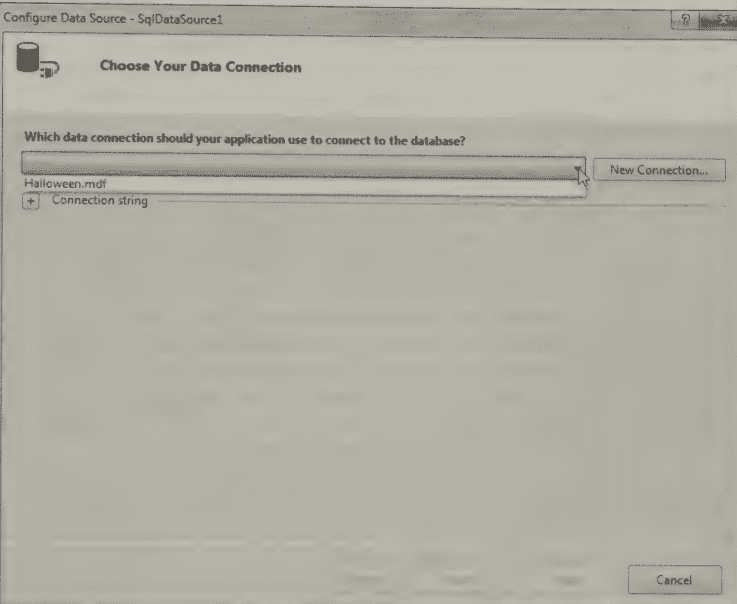 Configure Data Source - SqlDataSource1
Choose Your Data Connection
Which data connection should your application use to connect to the database?
New Connection...
Halloween.mdf
Connection string
Cancel